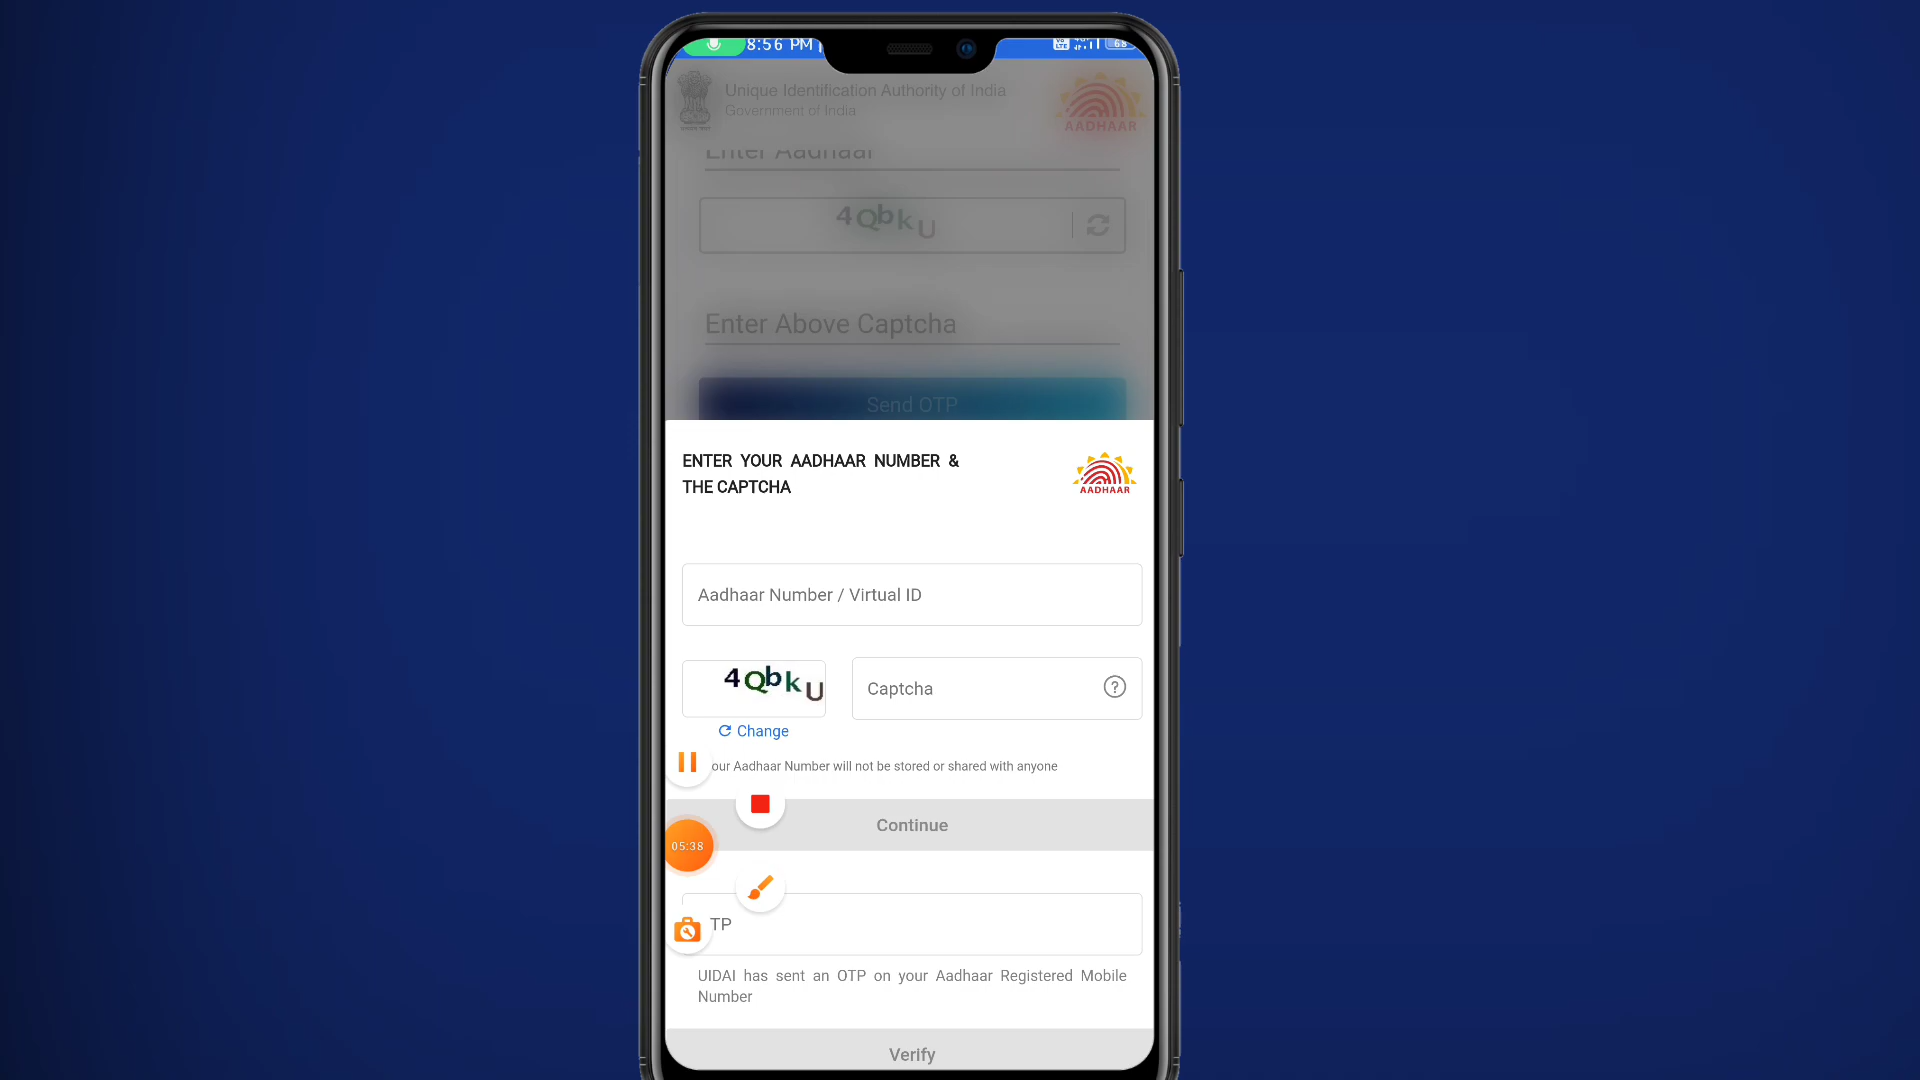 8:56 PM
68
Unique Identification Authority of India
Government of India
AADHAAR
Enter Aadhaar
4QbkU
Enter Above Captcha
Send OTP
ENTER YOUR AADHAAR NUMBER &
THE CAPTCHA
AADHAAR
Aadhaar Number / Virtual ID
4QbkU
Captcha
?
Change
our Aadhaar Number will not be stored or shared with anyone
Continue
05:38
TP
UIDAI has sent an OTP on your Aadhaar Registered Mobile
Number
Verify